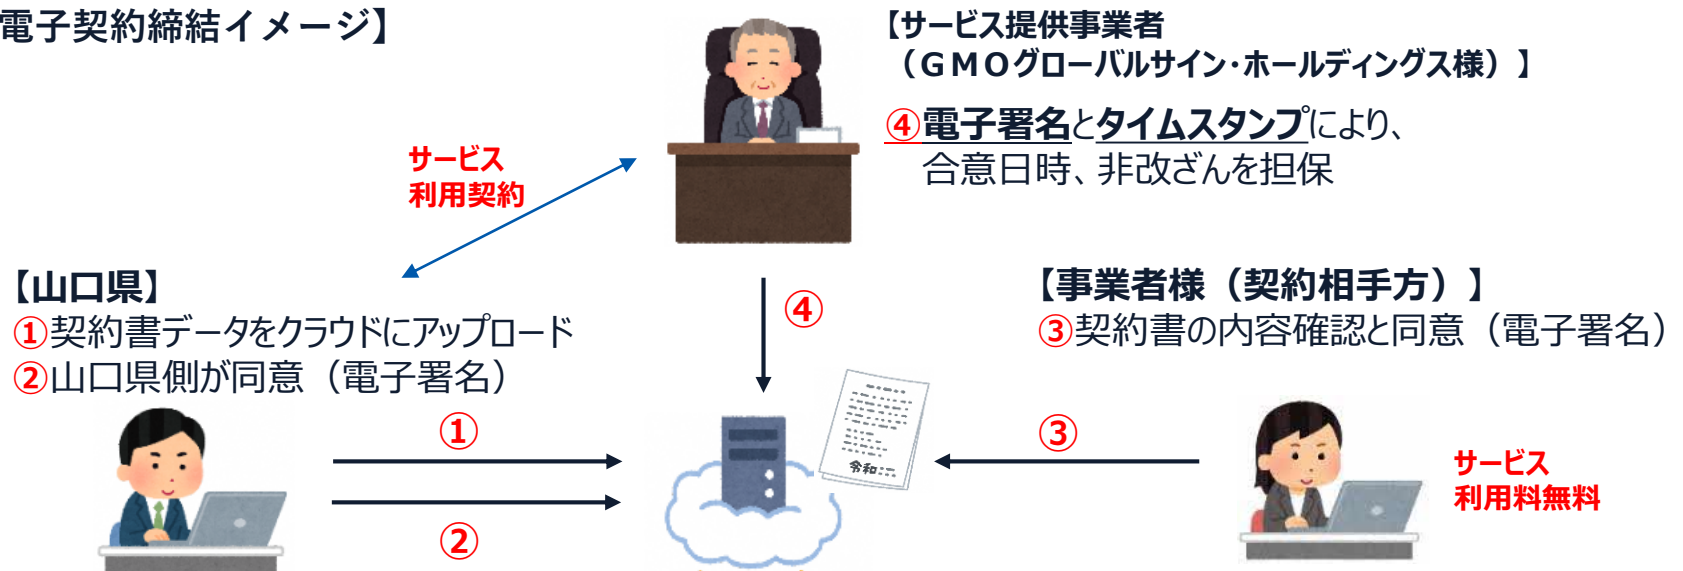 電子契約締結イメージ】
【サービス提供事業者
（ＧＭＯグローバルサイン・ホールディングス様）】
④電子署名とタイムスタンプにより、
合意日時、非改ざんを担保
サービス
利用契約
【山口県】
①契約書データをクラウドにアップロード
②山口県側が同意（電子署名）
④
【事業者様（契約相手方）】
③契約書の内容確認と同意（電子署名）
①
②
令和
③
サービス
利用料無料